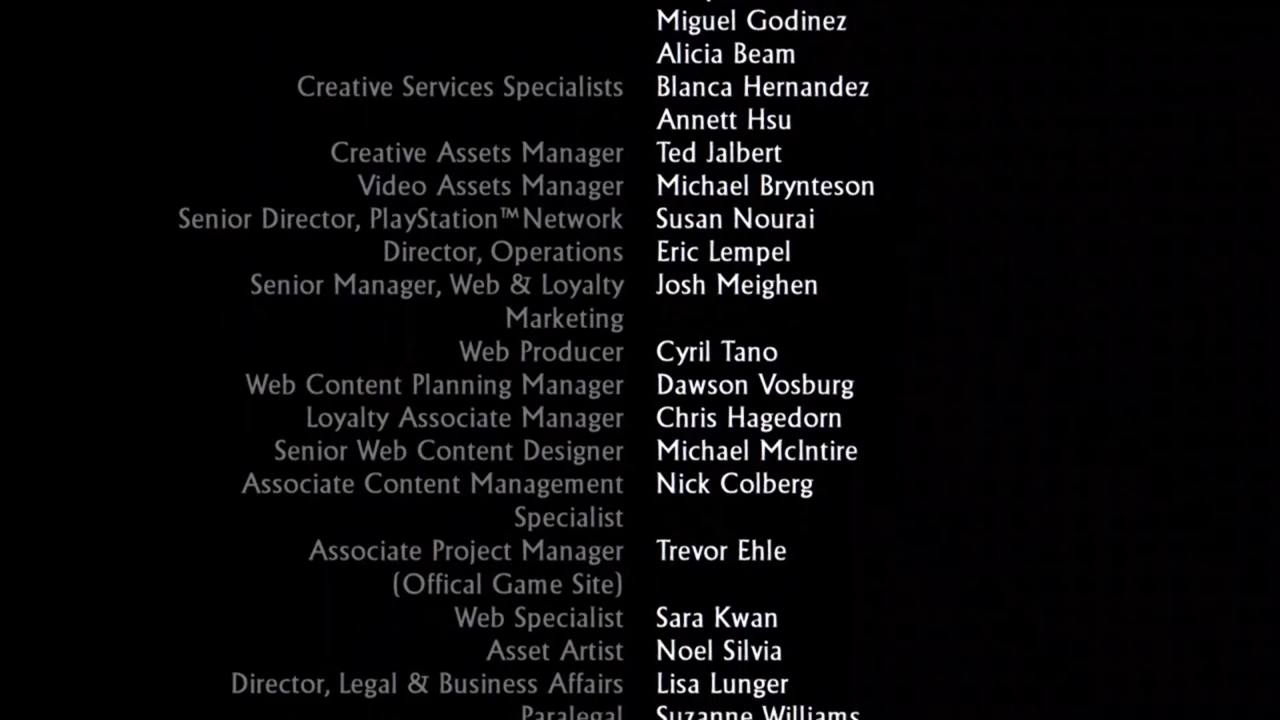 Miguel Godinez
Alicia Beam
Creative Services Specialists Blanca Hernandez
Annett Hsu
Creative Assets Manager Ted Jalbert
Video Assets Manager Michael Brynteson
Senior Director, PlayStation™Network Susan Nourai
Director, Operations Eric Lempel
Senior Manager, Web & Loyalty Josh Meighen
Marketing
Web Producer Cyril Tano
Web Content Planning Manager Dawson Vosburg
Loyalty Associate Manager Chris Hagedorn
Senior Web Content Designer Michael McIntire
Associate Content Management Nick Colberg
Specialist
Associate Project Manager Trevor Ehle
(Offical Game Site)
Web Specialist Sara Kwan
Asset Artist Noel Silvia
Director, Legal & Business Affairs Lisa Lunger
Paralegal Suzanne Williams